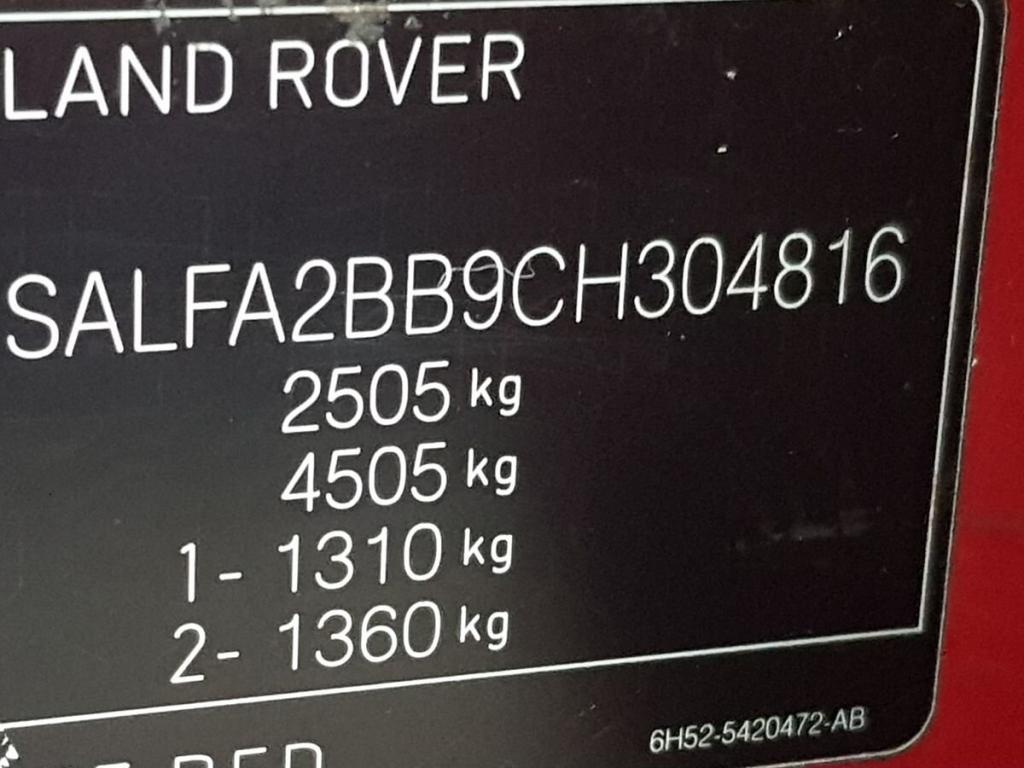 LAND ROVER
SALFA2BB9CH304816
2505 kg
4505 kg
1- 1310 kg
2- 1360 kg
6H52-5420472-AB